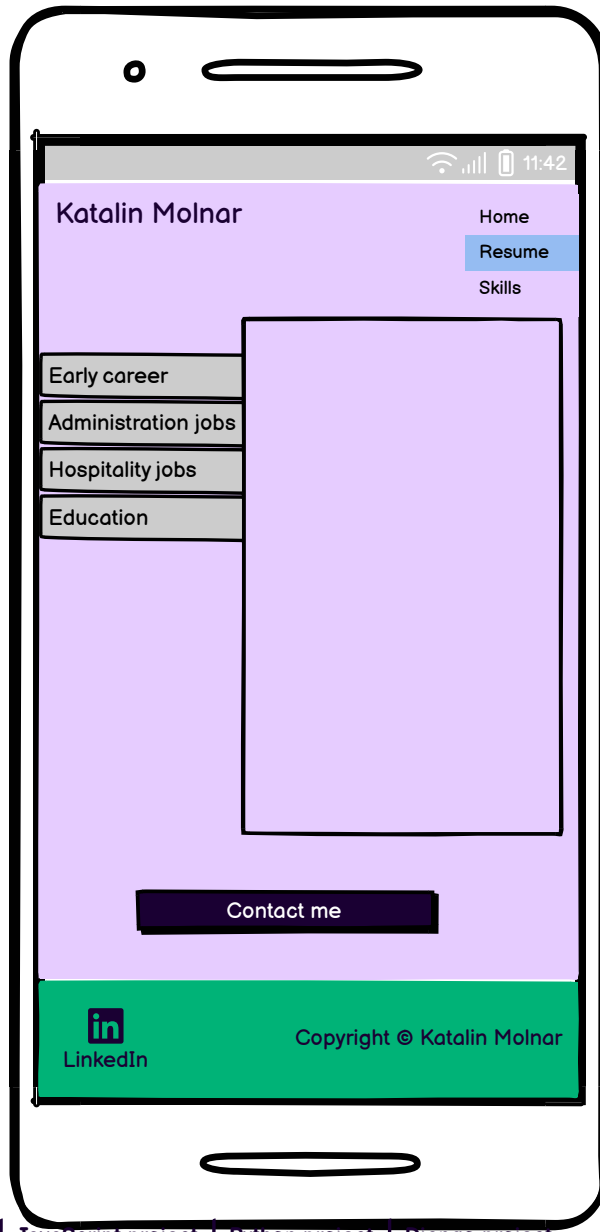 11:42
Katalin Molnar
Home
Resume
Skills
Early career
Administration jobs
Hospitality jobs
Education
Contact me
in
LinkedIn
Copyright © Katalin Molnar